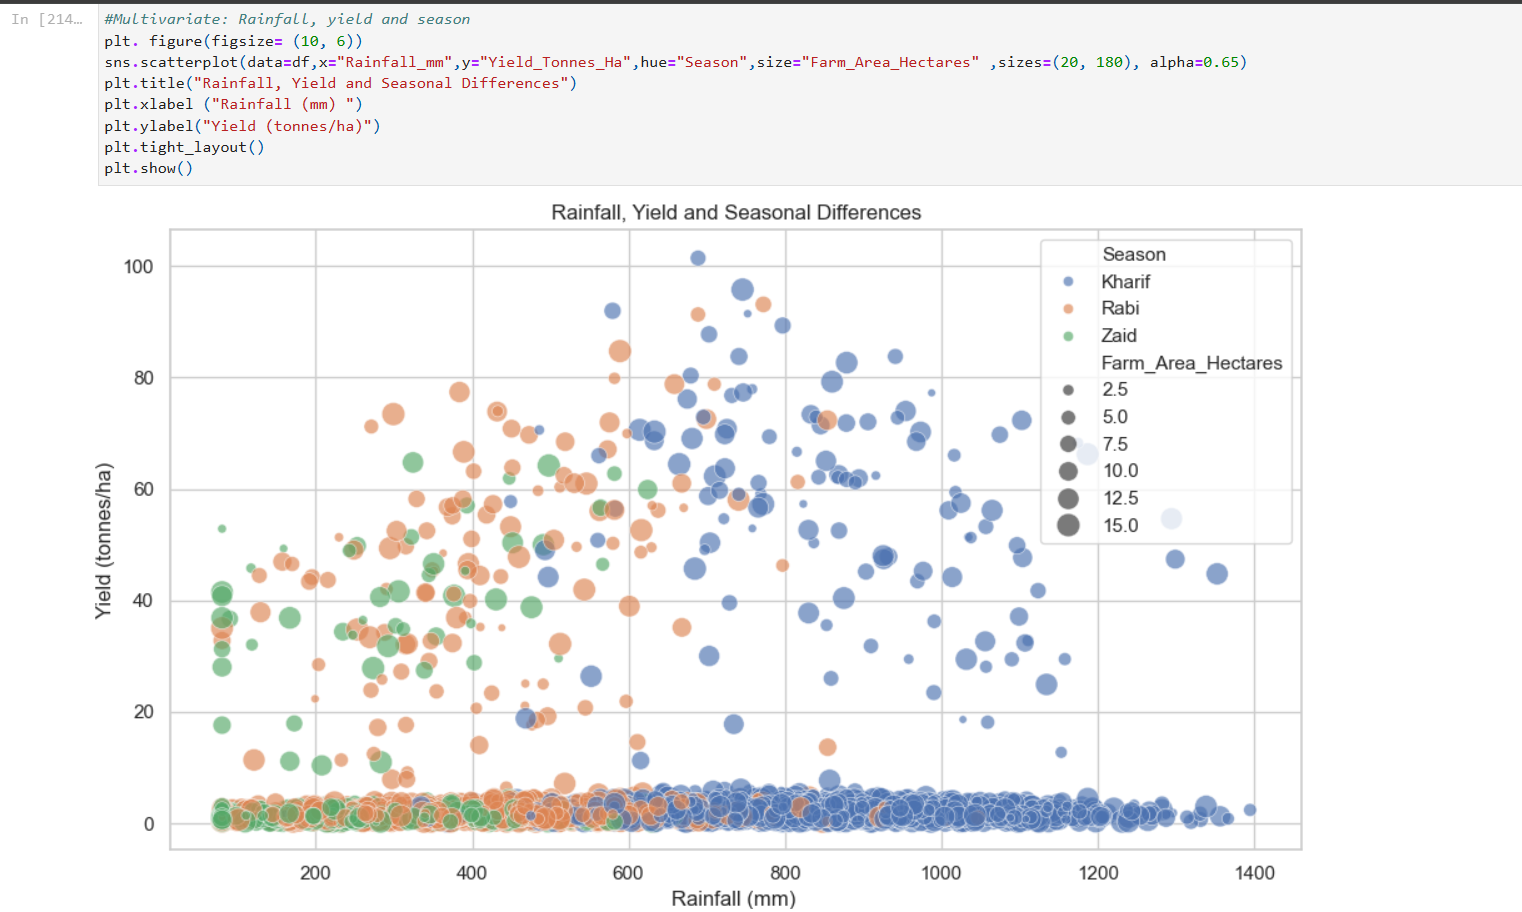 In [214…
#Multivariate: Rainfall, yield and season
plt. figure(figsize= (10, 6))
sns.scatterplot(data=df,x="Rainfall_mm",y="Yield_Tonnes_Ha",hue="Season",size="Farm_Area_Hectares" ,sizes=(20, 180), alpha=0.65)
plt.title("Rainfall, Yield and Seasonal Differences")
plt.xlabel ("Rainfall (mm) ")
plt.ylabel("Yield (tonnes/ha)")
plt.tight_layout()
plt.show()
Rainfall, Yield and Seasonal Differences
Season
Kharif
Rabi
Zaid
Farm_Area_Hectares
2.5
5.0
7.5
10.0
12.5
15.0
Yield (tonnes/ha)
100
80
60
40
20
0
200 400 600 800 1000 1200 1400
Rainfall (mm)